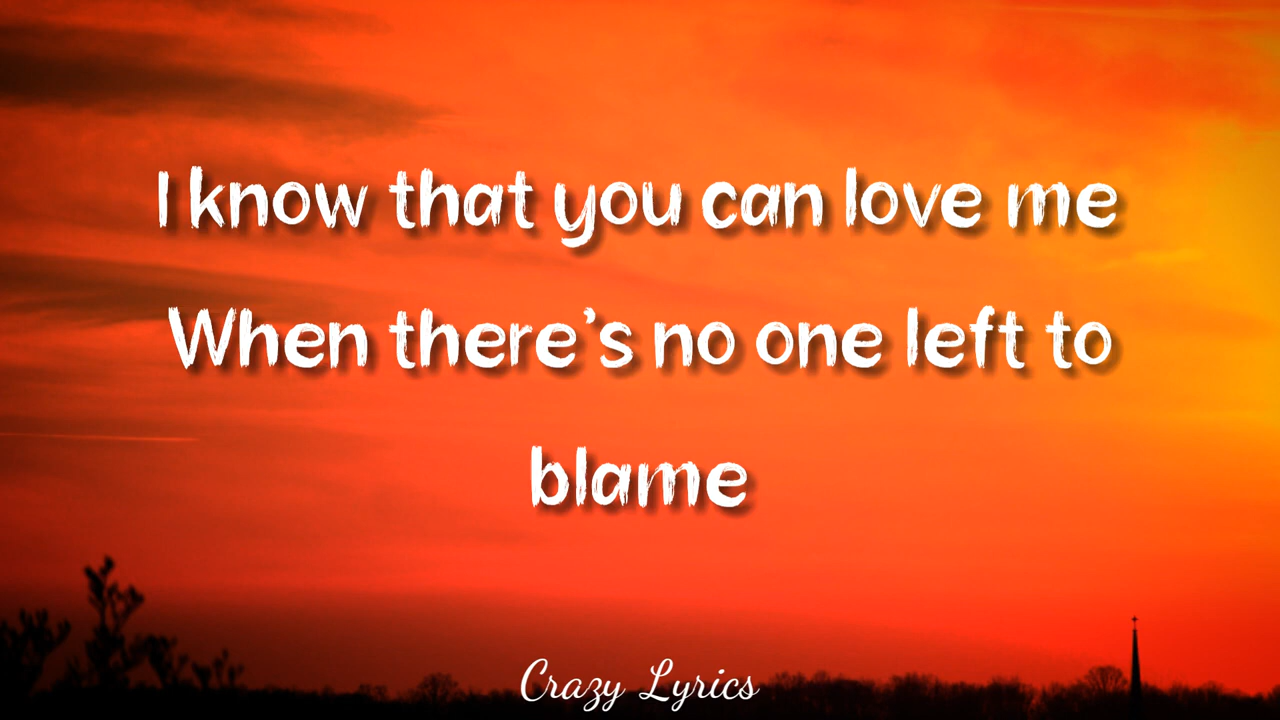 I know that you can love me
When there's no one left to
blame
Crazy Lyrics